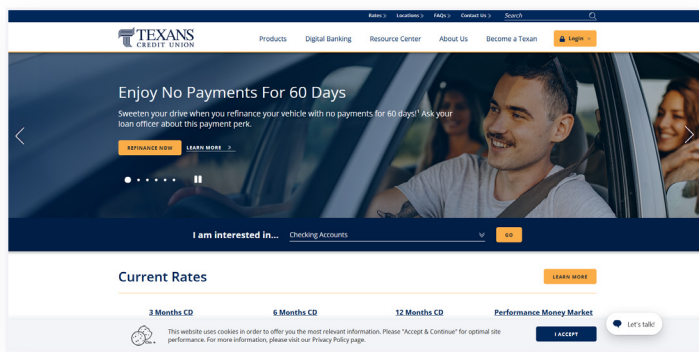 Rates > Locations > FAQs > Contact Us > Search
TEXANS
CREDIT UNION
Products Digital Banking Resource Center About Us Become a Texan Login
Enjoy No Payments For 60 Days
Sweeten your drive when you refinance your vehicle with no payments for 60 days!¹ Ask your
loan officer about this payment perk.
REFINANCE NOW LEARN MORE >
I am interested in... Checking Accounts GO
Current Rates LEARN MORE
3 Months CD 6 Months CD 12 Months CD Performance Money Market
This website uses cookies in order to offer you the most relevant information. Please "Accept & Continue" for optimal site
performance. For more information, please visit our Privacy Policy page.
I ACCEPT
Let's talk!